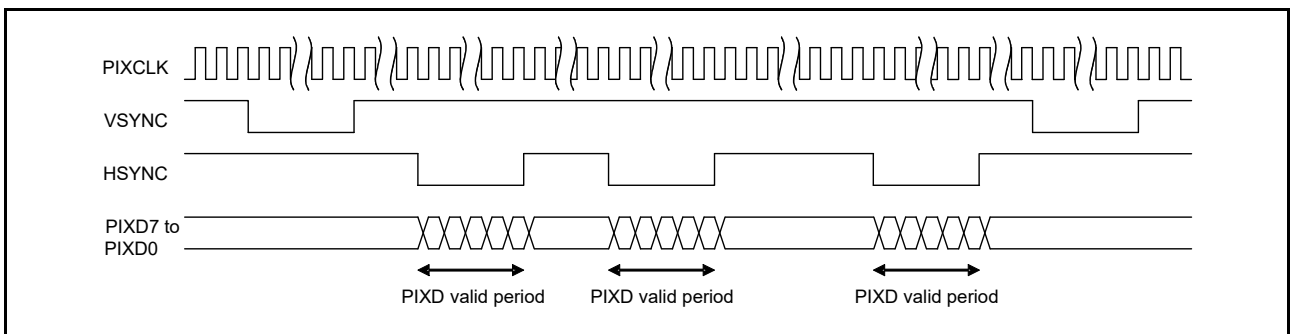 PIXCLK
VSYNC
HSYNC
PIXD7 to
PIXD0
PIXD valid period
PIXD valid period
PIXD valid period